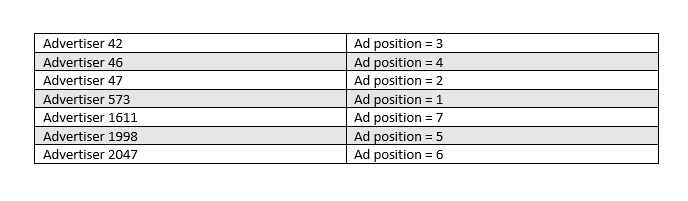 Advertiser 42 Ad position = 3
Advertiser 46 Ad position = 4
Advertiser 47 Ad position = 2
Advertiser 573 Ad position = 1
Advertiser 1611 Ad position = 7
Advertiser 1998 Ad position = 5
Advertiser 2047 Ad position = 6